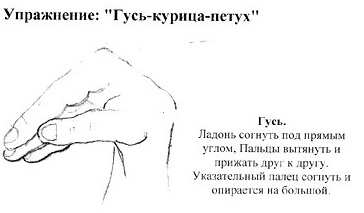 Упражнение: "Гусь-курица-петух"
Гусь.
Ладонь согнуть под прямым
углом, Пальцы вытянуть и
прижать друг к другу.
Указательный палец согнуть и
опирается на большой.